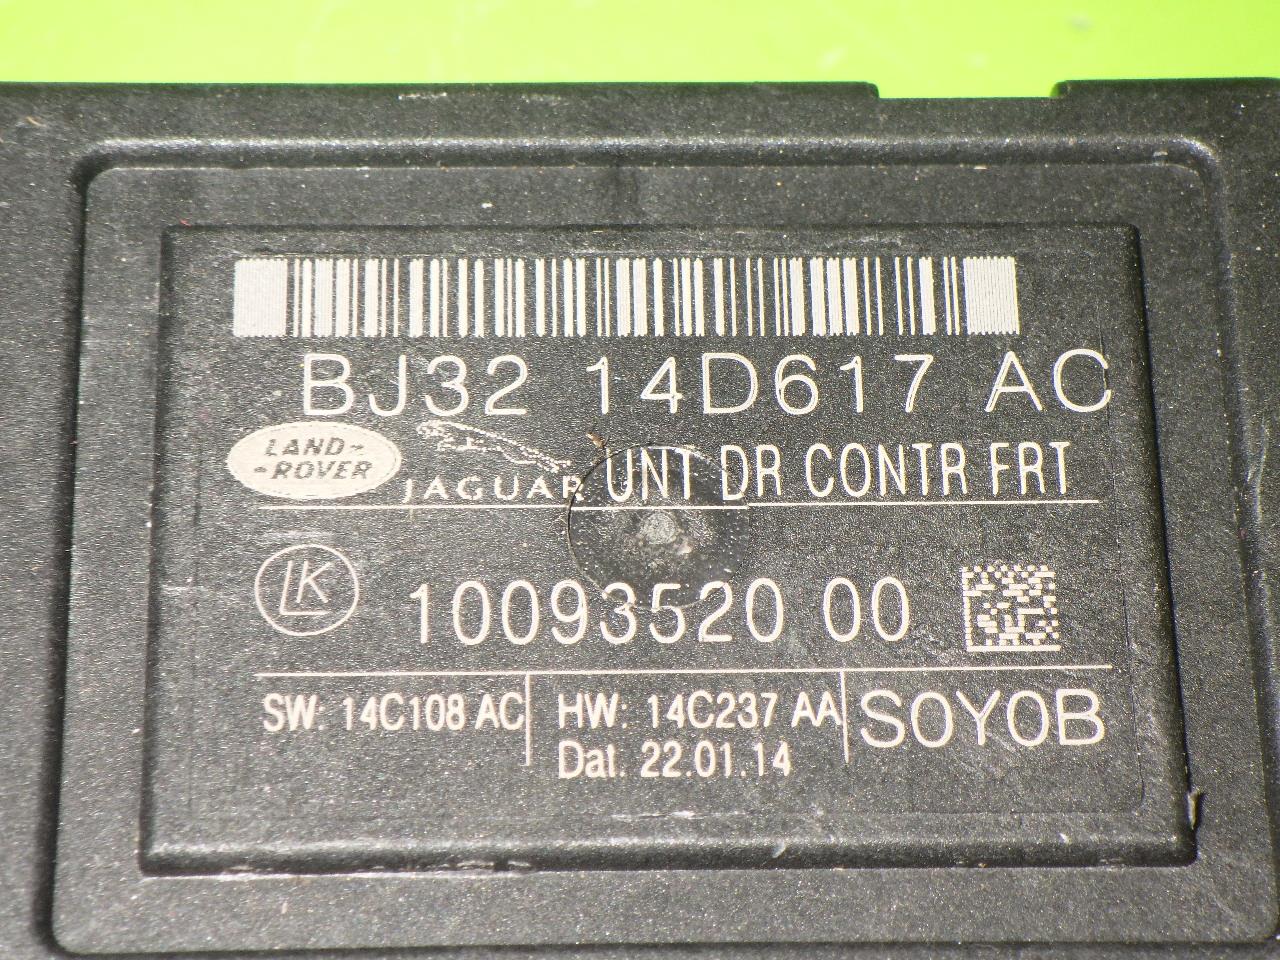 BJ32 14D617 AC
LAND-
-ROVER
JAGUAR UNT DR CONTR FRT
LK 10093520 00
SW: 14C108 AC HW: 14C237 AA SOYOB
Dat. 22.01.14